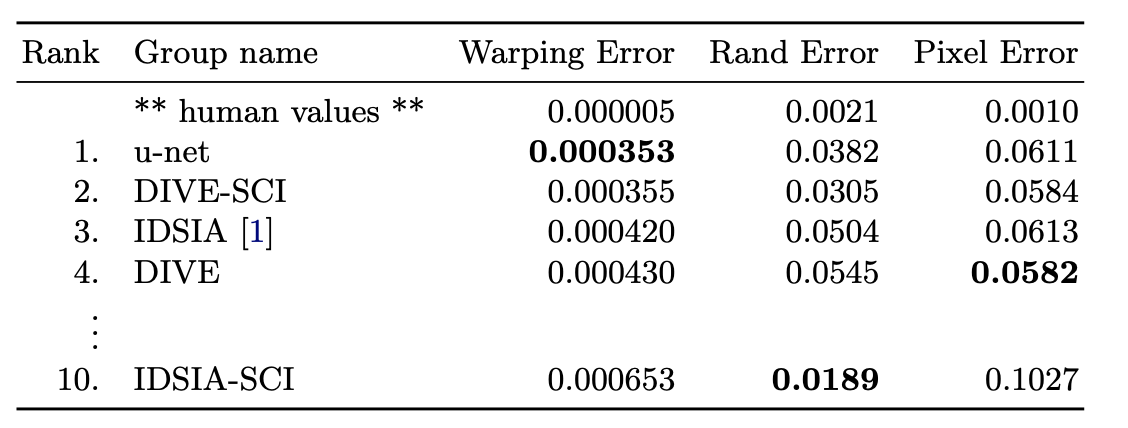 Rank Group name Warping Error Rand Error Pixel Error
** human values ** 0.000005 0.0021 0.0010
1. u-net 0.000353 0.0382 0.0611
2. DIVE-SCI 0.000355 0.0305 0.0584
3. IDSIA [1] 0.000420 0.0504 0.0613
4. DIVE 0.000430 0.0545 0.0582
⋮
10. IDSIA-SCI 0.000653 0.0189 0.1027